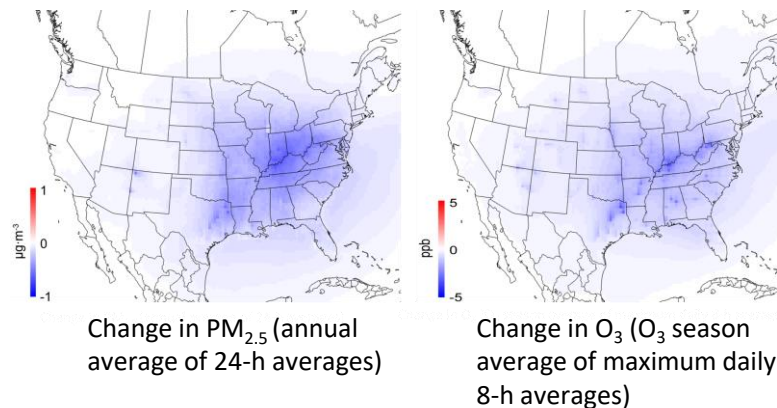 1
0
-1
µg·m-3
5
0
-5
ppb
Change in PM2.5 (annual
average of 24-h averages)
Change in O3 (O3 season
average of maximum daily
8-h averages)